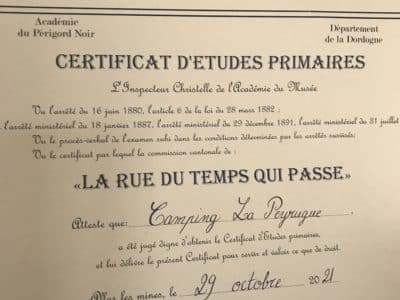 Académie
du Périgord Noir
Département
de la Dordogne
CERTIFICAT D'ETUDES PRIMAIRES
L'Inspecteur Christelle de l'Académie du Musée
Vu l'arrêté du 16 juin 1880, l'article 6 de la loi du 28 mars 1882 :
l'arrêté ministériel du 18 janvier 1887, l'arrêté ministériel du 29 décembre 1891, l'arrêté ministériel du 31 juillet
Vu le procès-verbal de l'examen subi dans les conditions déterminées par les arrêtés susvisés;
Vu le certificat par lequel la commission cantonale de :
«LA RUE DU TEMPS QUI PASSE»
Atteste que: Camping La Peyrugue
a été jugé digne d'obtenir le Certificat d'Etudes primaires,
et lui délivre le présent Certificat pour servir et valoir ce que de droit.
Plax les mines, le 29 octobre 2021